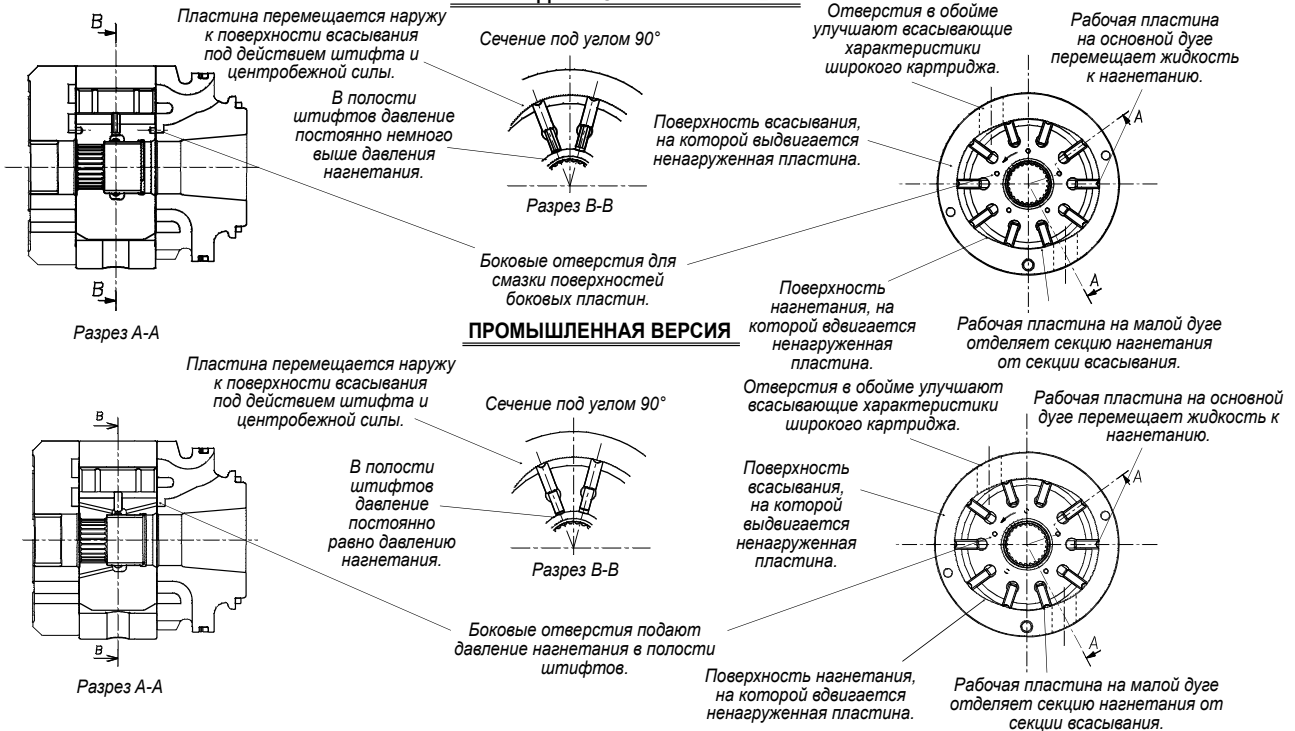 B
Пластина перемещается наружу
к поверхности всасывания
под действием штифта и
центробежной силы.
Сечение под углом 90°
В полости
штифтов давление
постоянно немного
выше давления
нагнетания.
Разрез B-B
Отверстия в обойме
улучшают всасывающие
характеристики
широкого картриджа.
Рабочая пластина
на основной дуге
перемещает жидкость
к нагнетанию.
Поверхность всасывания,
на которой выдвигается
ненагруженная пластина.
A
B
Разрез A-A
Боковые отверстия для
смазки поверхностей
боковых пластин.
Поверхность
нагнетания, на
которой вдвигается
ненагруженная
пластина.
A
Рабочая пластина на малой дуге
отделяет секцию нагнетания
от секции всасывания.
ПРОМЫШЛЕННАЯ ВЕРСИЯ
B
Пластина перемещается наружу
к поверхности всасывания
под действием штифта и
центробежной силы.
Сечение под углом 90°
В полости
штифтов
давление
постоянно
равно давлению
нагнетания.
Разрез B-B
Отверстия в обойме улучшают
всасывающие характеристики
широкого картриджа.
Рабочая пластина на основной
дуге перемещает жидкость к
нагнетанию.
Поверхность
всасывания,
на которой
выдвигается
ненагруженная
пластина.
A
B
Разрез A-A
Боковые отверстия подают
давление нагнетания в полости
штифтов.
A
Поверхность нагнетания,
на которой вдвигается
ненагруженная пластина.
Рабочая пластина на малой дуге
отделяет секцию нагнетания от
секции всасывания.